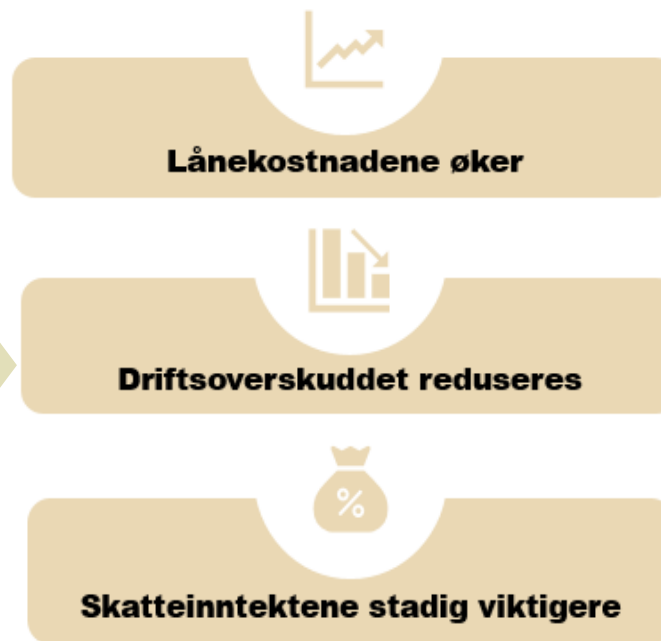 Lånekostnadene øker
Driftsoverskuddet reduseres
%
Skatteinntektene stadig viktigere